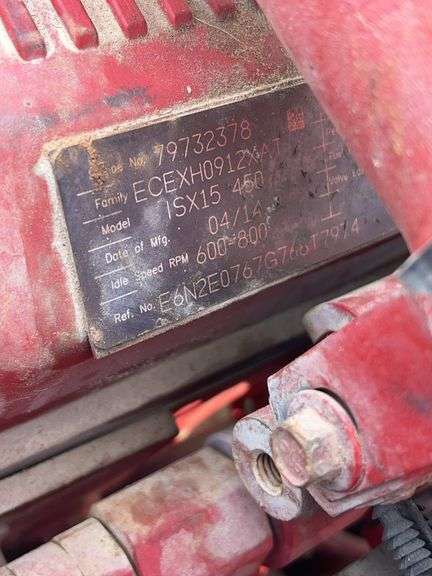 No. 79732378
Family ECEXH0912XAT
Model ISX15 450
Date of Mfg. 04/14
Idle Speed RPM 600-800
Ref. No. E6N2E0767G766T7974